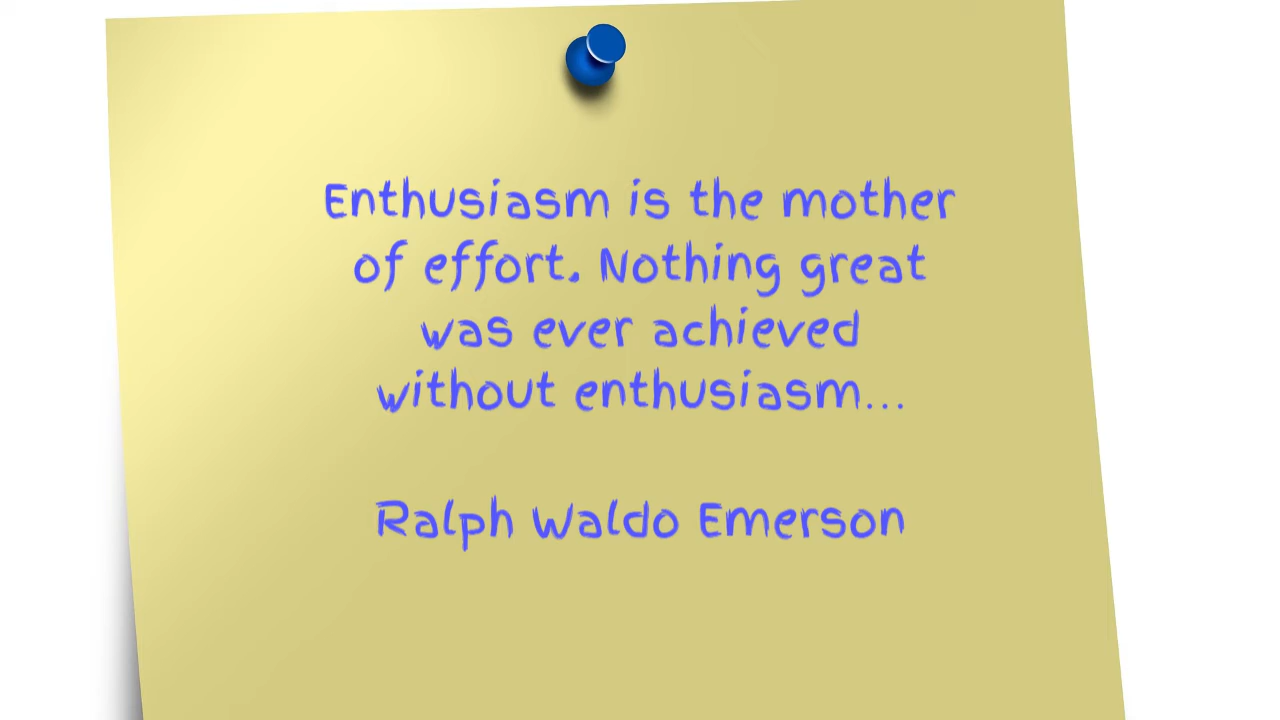 Enthusiasm is the mother
of effort. Nothing great
was ever achieved
without enthusiasm...
Ralph Waldo Emerson